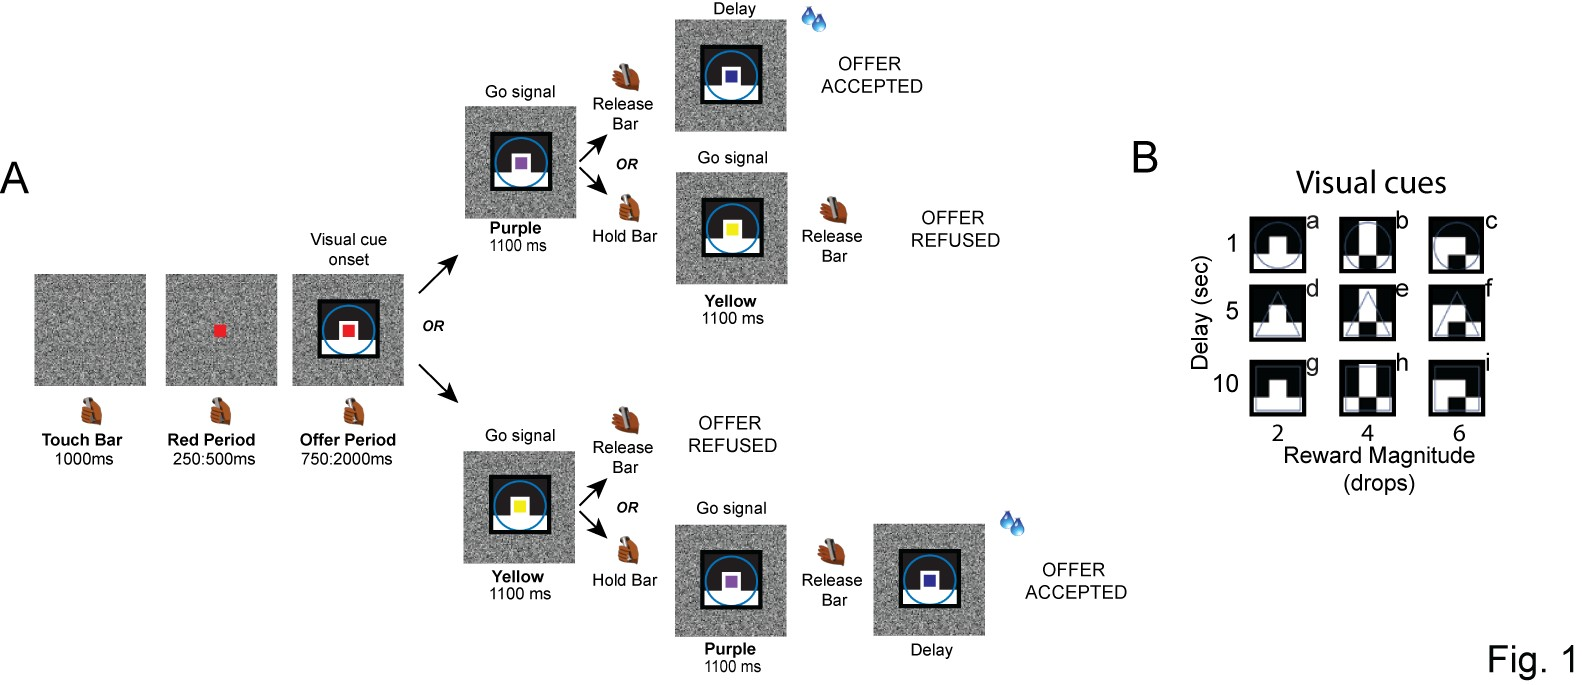 A
Touch Bar
1000ms
Red Period
250:500ms
Visual cue
onset
Offer Period
750:2000ms
OR
Go signal
Purple
1100 ms
Release
Bar
OR
Hold Bar
Delay
OFFER
ACCEPTED
Go signal
Yellow
1100 ms
Release
Bar
OFFER
REFUSED
Go signal
Yellow
1100 ms
Release
Bar
OR
Hold Bar
OFFER
REFUSED
Go signal
Purple
1100 ms
Release
Bar
Delay
OFFER
ACCEPTED
B
Visual cues
Delay (sec)
1
a
b
c
5
d
e
f
10
g
h
i
2 4 6
Reward Magnitude
(drops)
Fig. 1